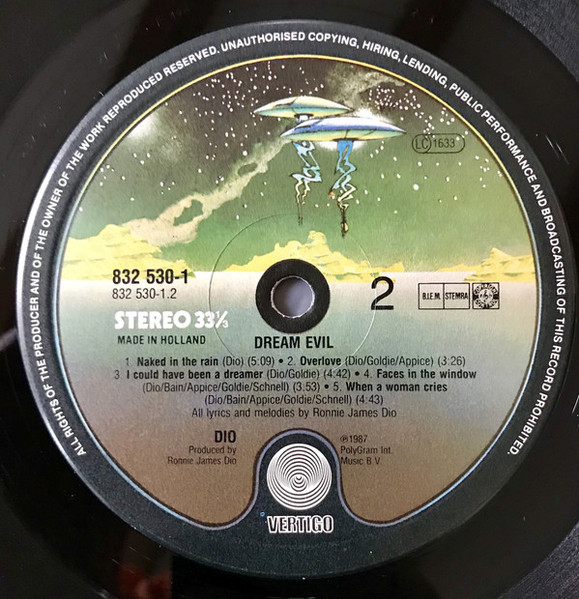 ALL RIGHTS OF THE PRODUCER AND OF THE OWNER OF THE WORK REPRODUCED RESERVED. UNAUTHORISED COPYING, HIRING, LENDING, PUBLIC PERFORMANCE AND BROADCASTING OF THIS RECORD PROHIBITED.
LC 1633
832 530-1
832 530-1.2
STEREO 33⅓
MADE IN HOLLAND
2
B.I.E.M. STEMRA
DREAM EVIL
1 Naked in the rain (Dio) (5:09) • 2. Overlove (Dio/Goldie/Appice) (3:26)
3 I could have been a dreamer (Dio/Goldie) (4:42) • 4. Faces in the window
(Dio/Bain/Appice/Goldie/Schnell) (3:53) • 5. When a woman cries
(Dio/Bain/Appice/Goldie/Schnell) (4:43)
All lyrics and melodies by Ronnie James Dio
DIO
Produced by
Ronnie James Dio
℗1987
PolyGram Int.
Music B V
VERTIGO